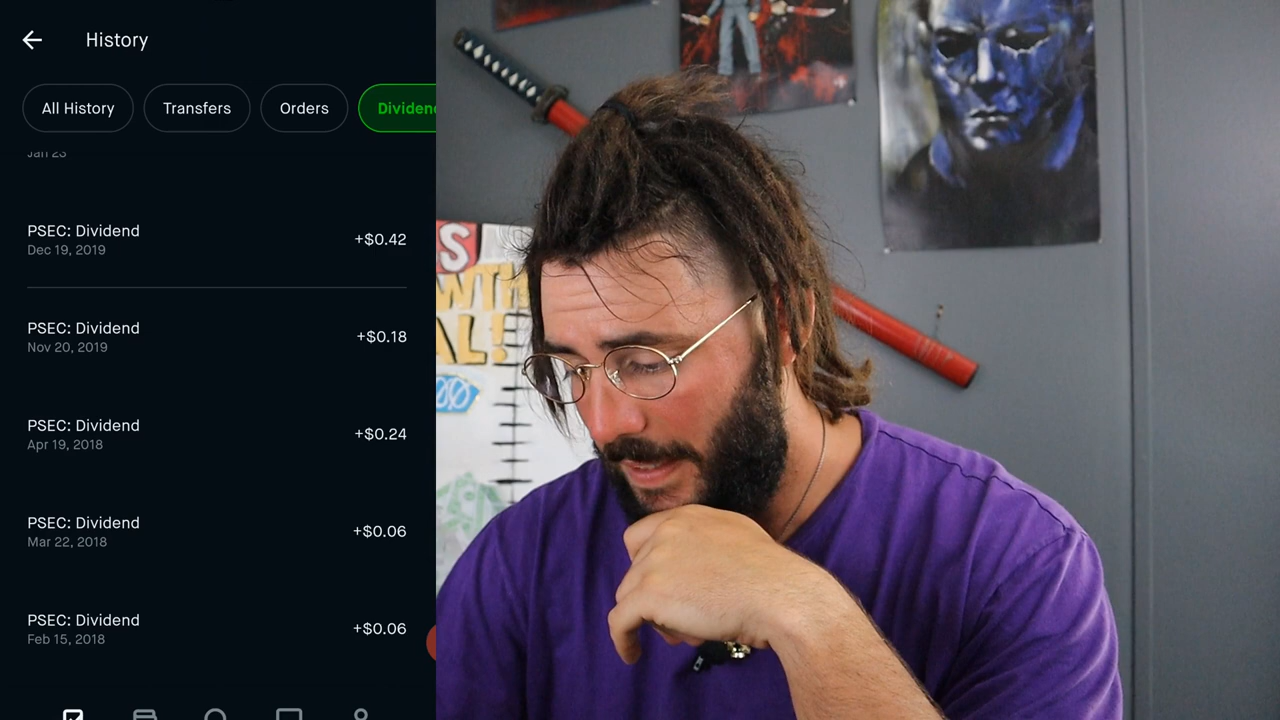 History
All History
Transfers
Orders
Jan 23
PSEC: Dividend
Dec 19, 2019
+$0.42
PSEC: Dividend
Nov 20, 2019
+$0.18
PSEC: Dividend
Apr 19, 2018
+$0.24
PSEC: Dividend
Mar 22, 2018
+$0.06
PSEC: Dividend
Feb 15, 2018
+$0.06